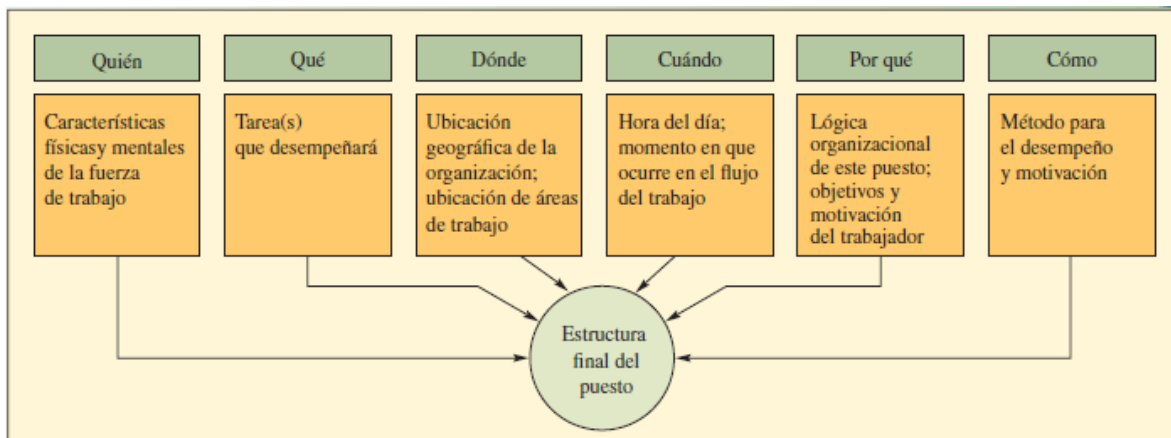 Quién
Qué
Dónde
Cuándo
Por qué
Cómo
Características
físicasy mentales
de la fuerza
de trabajo
Tarea(s)
que desempeñará
Ubicación
geográfica de la
organización;
ubicación de áreas
de trabajo
Hora del día;
momento en que
ocurre en el flujo
del trabajo
Lógica
organizacional
de este puesto;
objetivos y
motivación
del trabajador
Método para
el desempeño
y motivación
Estructura
final del
puesto